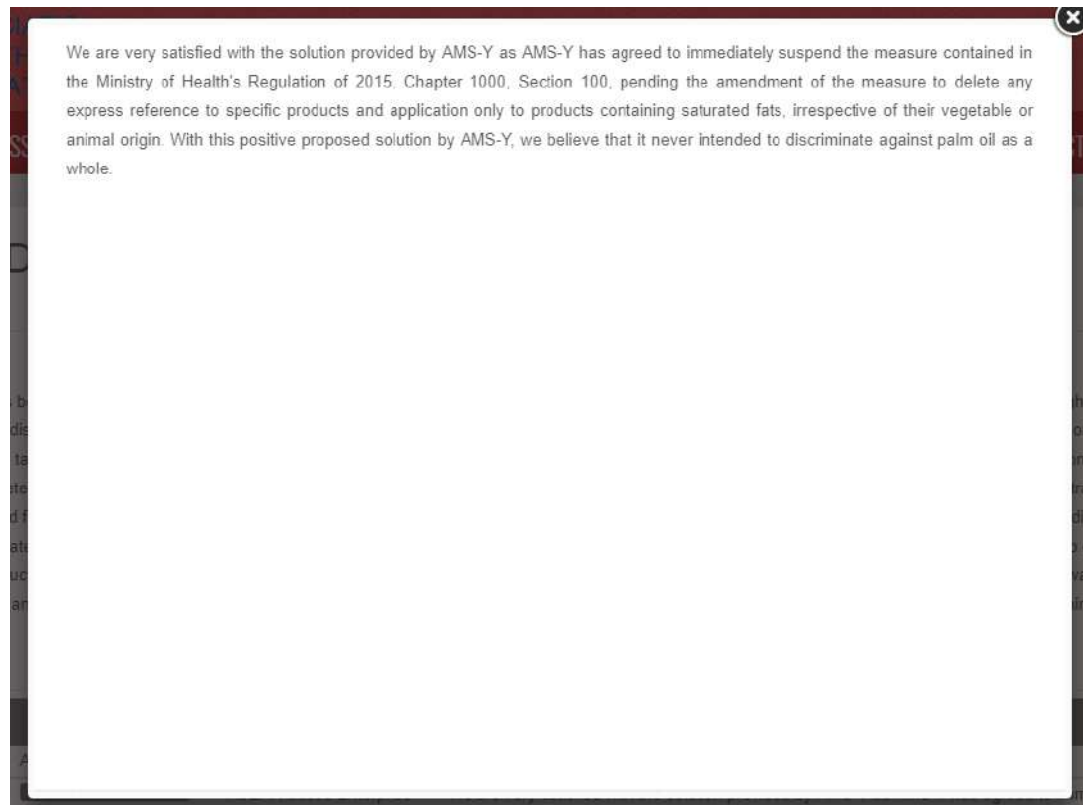 We are very satisfied with the solution provided by AMS-Y as AMS-Y has agreed to immediately suspend the measure contained in
the Ministry of Health's Regulation of 2015, Chapter 1000, Section 100, pending the amendment of the measure to delete any
express reference to specific products and application only to products containing saturated fats, irrespective of their vegetable or
animal origin. With this positive proposed solution by AMS-Y, we believe that it never intended to discriminate against palm oil as a
whole.